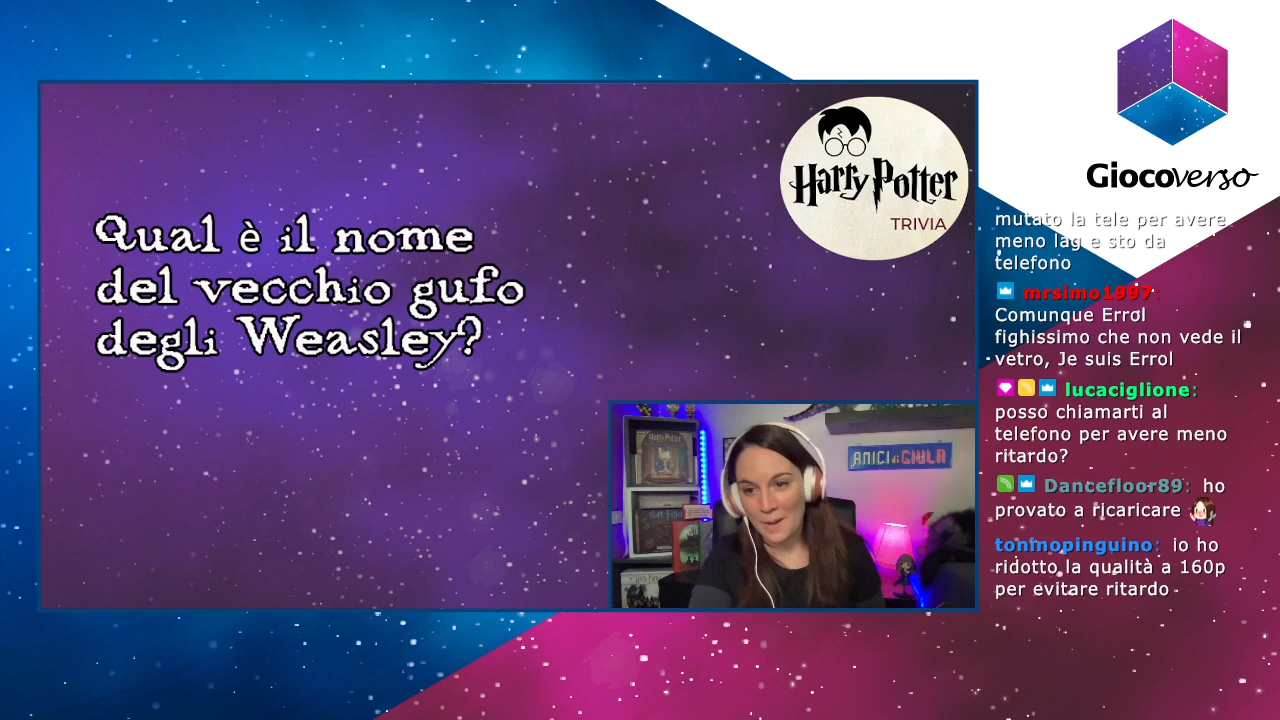 Qual è il nome
del vecchio gufo
degli Weasley?
Harry Potter
TRIVIA
AMICI di GIULA
Giocoverso
mutato la tele per avere
meno lag e sto da
telefono
mrsimo1997:
Comunque Errol
fighissimo che non vede il
vetro, Je suis Errol
lucaciglione:
posso chiamarti al
telefono per avere meno
ritardo?
Dancefloor89: ho
provato a ricaricare
toninopinguino: io ho
ridotto la qualità a 160p
per evitare ritardo